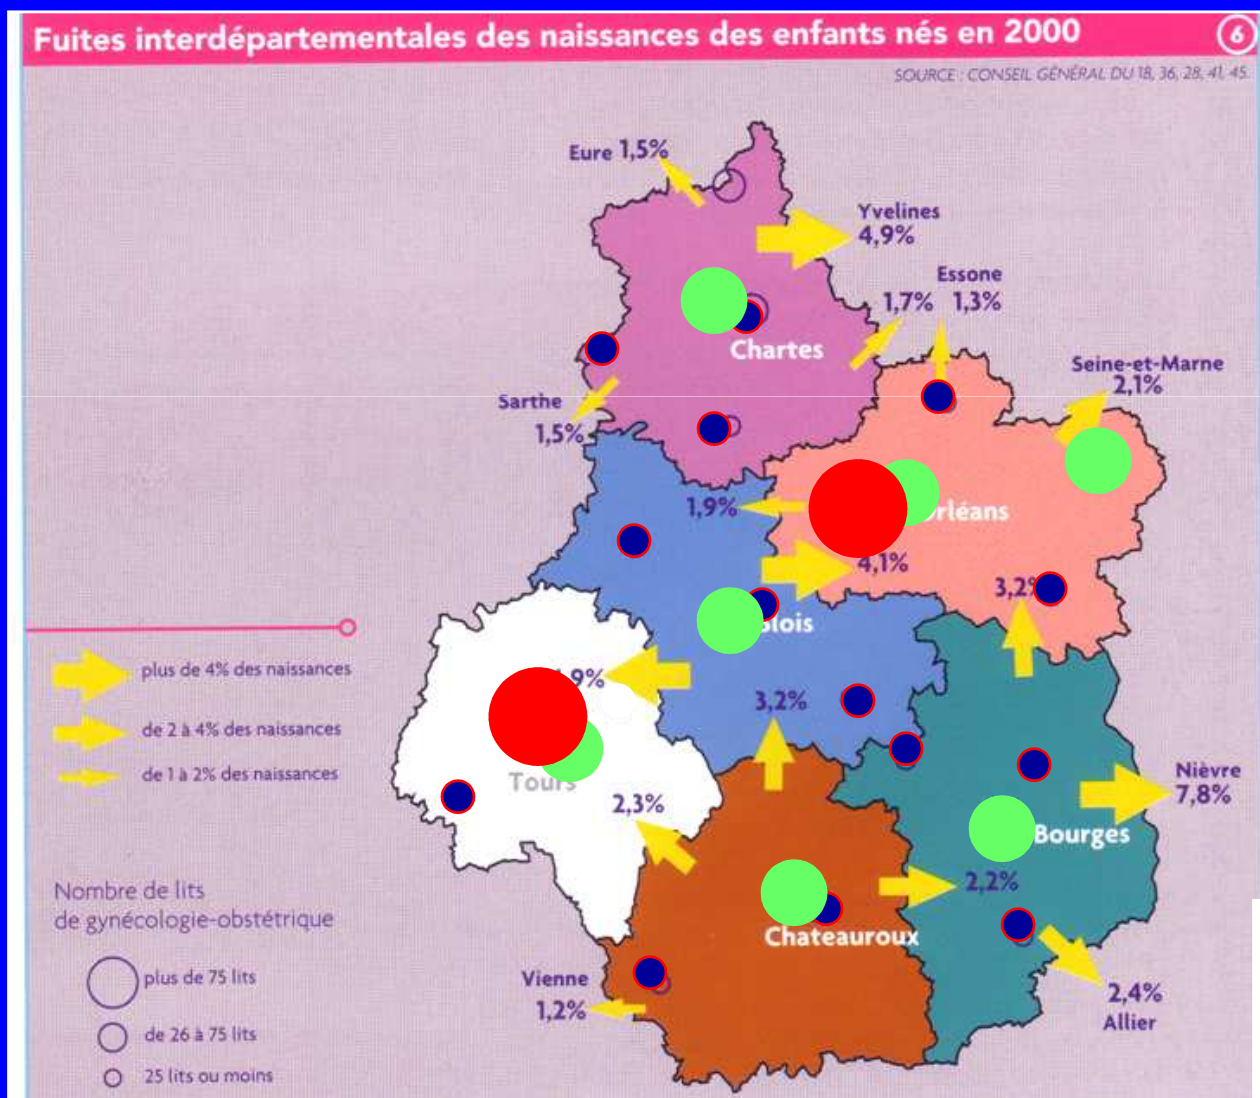 Fuites interdépartementales des naissances des enfants nés en 2000
6
SOURCE : CONSEIL GÉNÉRAL DU 18, 36, 28, 41, 45.
Eure 1,5%
Yvelines
4,9%
Essone
1,7% 1,3%
Chartes
Seine-et-Marne
2,1%
Sarthe
1,5%
1,9%
Orléans
4,1%
3,2%
Blois
plus de 4% des naissances
9%
3,2%
de 2 à 4% des naissances
de 1 à 2% des naissances
Tours
2,3%
Nièvre
7,8%
Bourges
2,2%
Nombre de lits
de gynécologie-obstétrique
Chateauroux
plus de 75 lits
Vienne
1,2%
2,4%
Allier
de 26 à 75 lits
25 lits ou moins